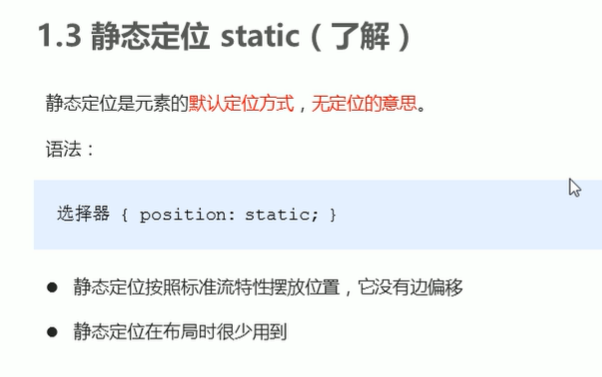 1.3 静态定位 static（了解）
静态定位是元素的默认定位方式，无定位的意思。
语法：
选择器 { position: static; }
● 静态定位按照标准流特性摆放位置，它没有边偏移
● 静态定位在布局时很少用到